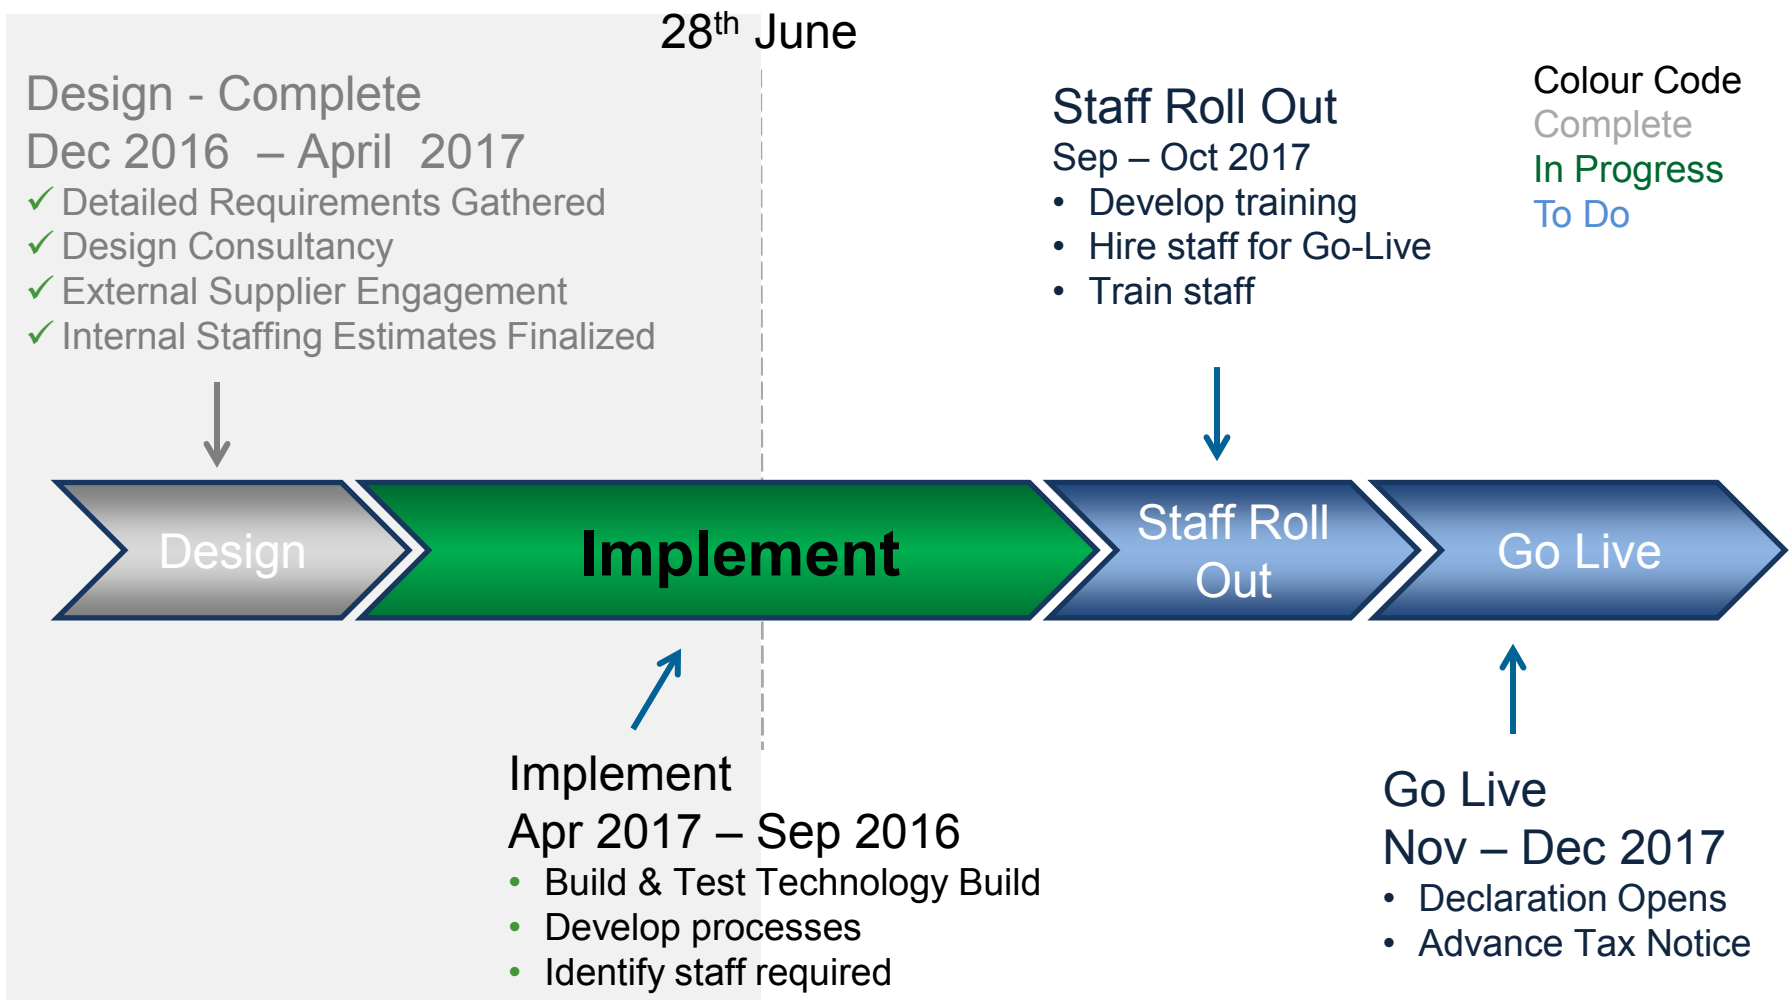 28th June
Design - Complete
Dec 2016 – April 2017
✓ Detailed Requirements Gathered
✓ Design Consultancy
✓ External Supplier Engagement
✓ Internal Staffing Estimates Finalized
Staff Roll Out
Sep – Oct 2017
• Develop training
• Hire staff for Go-Live
• Train staff
Colour Code
Complete
In Progress
To Do
Design
Implement
Staff Roll
Out
Go Live
Implement
Apr 2017 – Sep 2016
• Build & Test Technology Build
• Develop processes
• Identify staff required
Go Live
Nov – Dec 2017
• Declaration Opens
• Advance Tax Notice